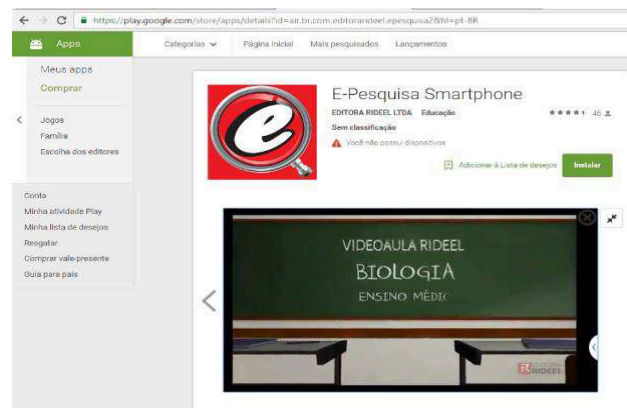 https://play.google.com/store/apps/details?id=air.br.com.editorarideel.epesquisa2&hl=pt-BR
Apps
Categorias
Página inicial
Mais pesquisados
Lançamentos
Meus apps
Comprar
Jogos
Família
Escolha dos editores
Conta
Minha atividade Play
Minha lista de desejos
Resgatar
Comprar vale-presente
Guia para pais
e
E-Pesquisa Smartphone
EDITORA RIDEEL LTDA Educação
46
Sem classificação
Você não possui dispositivos
Adicionar à Lista de desejos
Instalar
VIDEOAULA RIDEEL
BIOLOGIA
ENSINO MÉDIC
RIDEEL